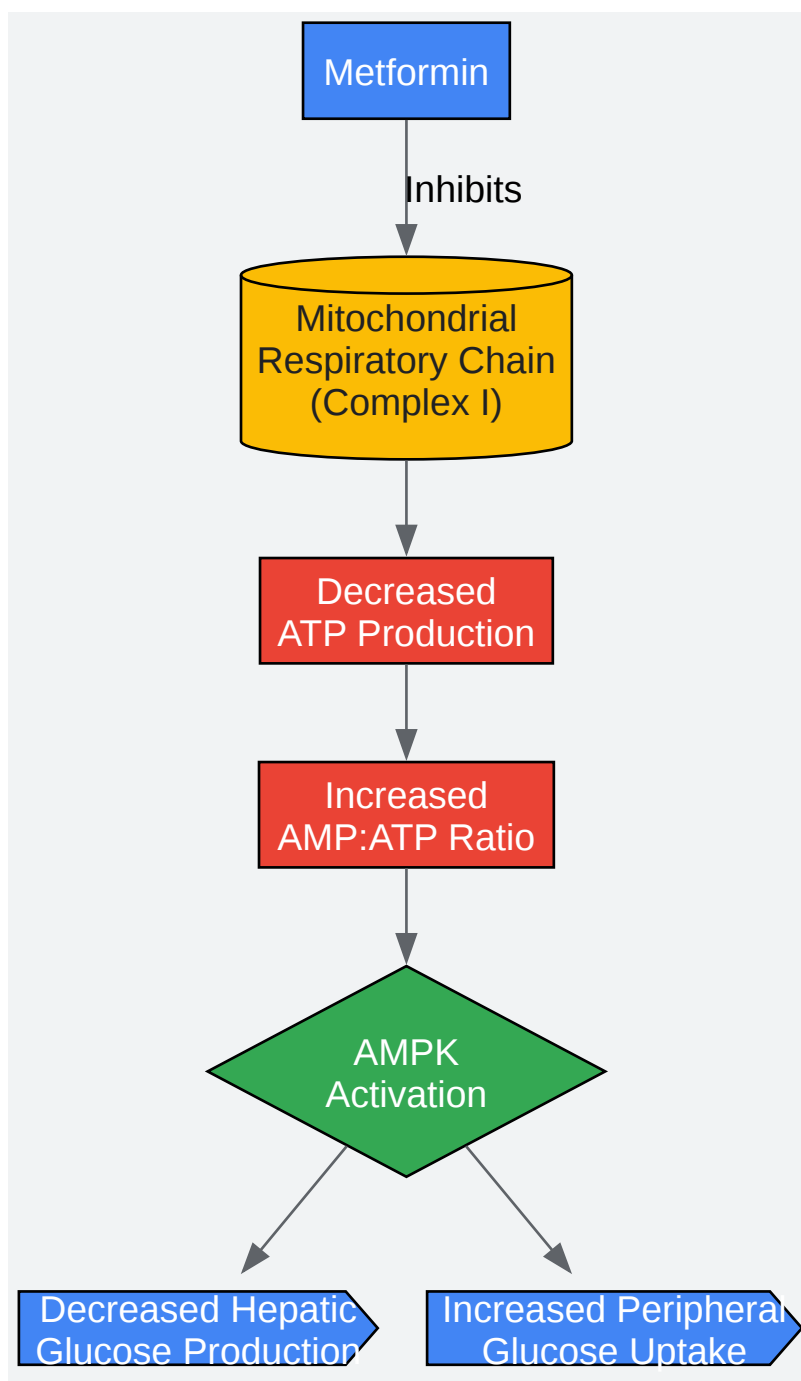 Metformin
Inhibits
Mitochondrial
Respiratory Chain
(Complex I)
Decreased
ATP Production
Increased
AMP:ATP Ratio
AMPK
Activation
Decreased Hepatic
Glucose Production
Increased Peripheral
Glucose Uptake